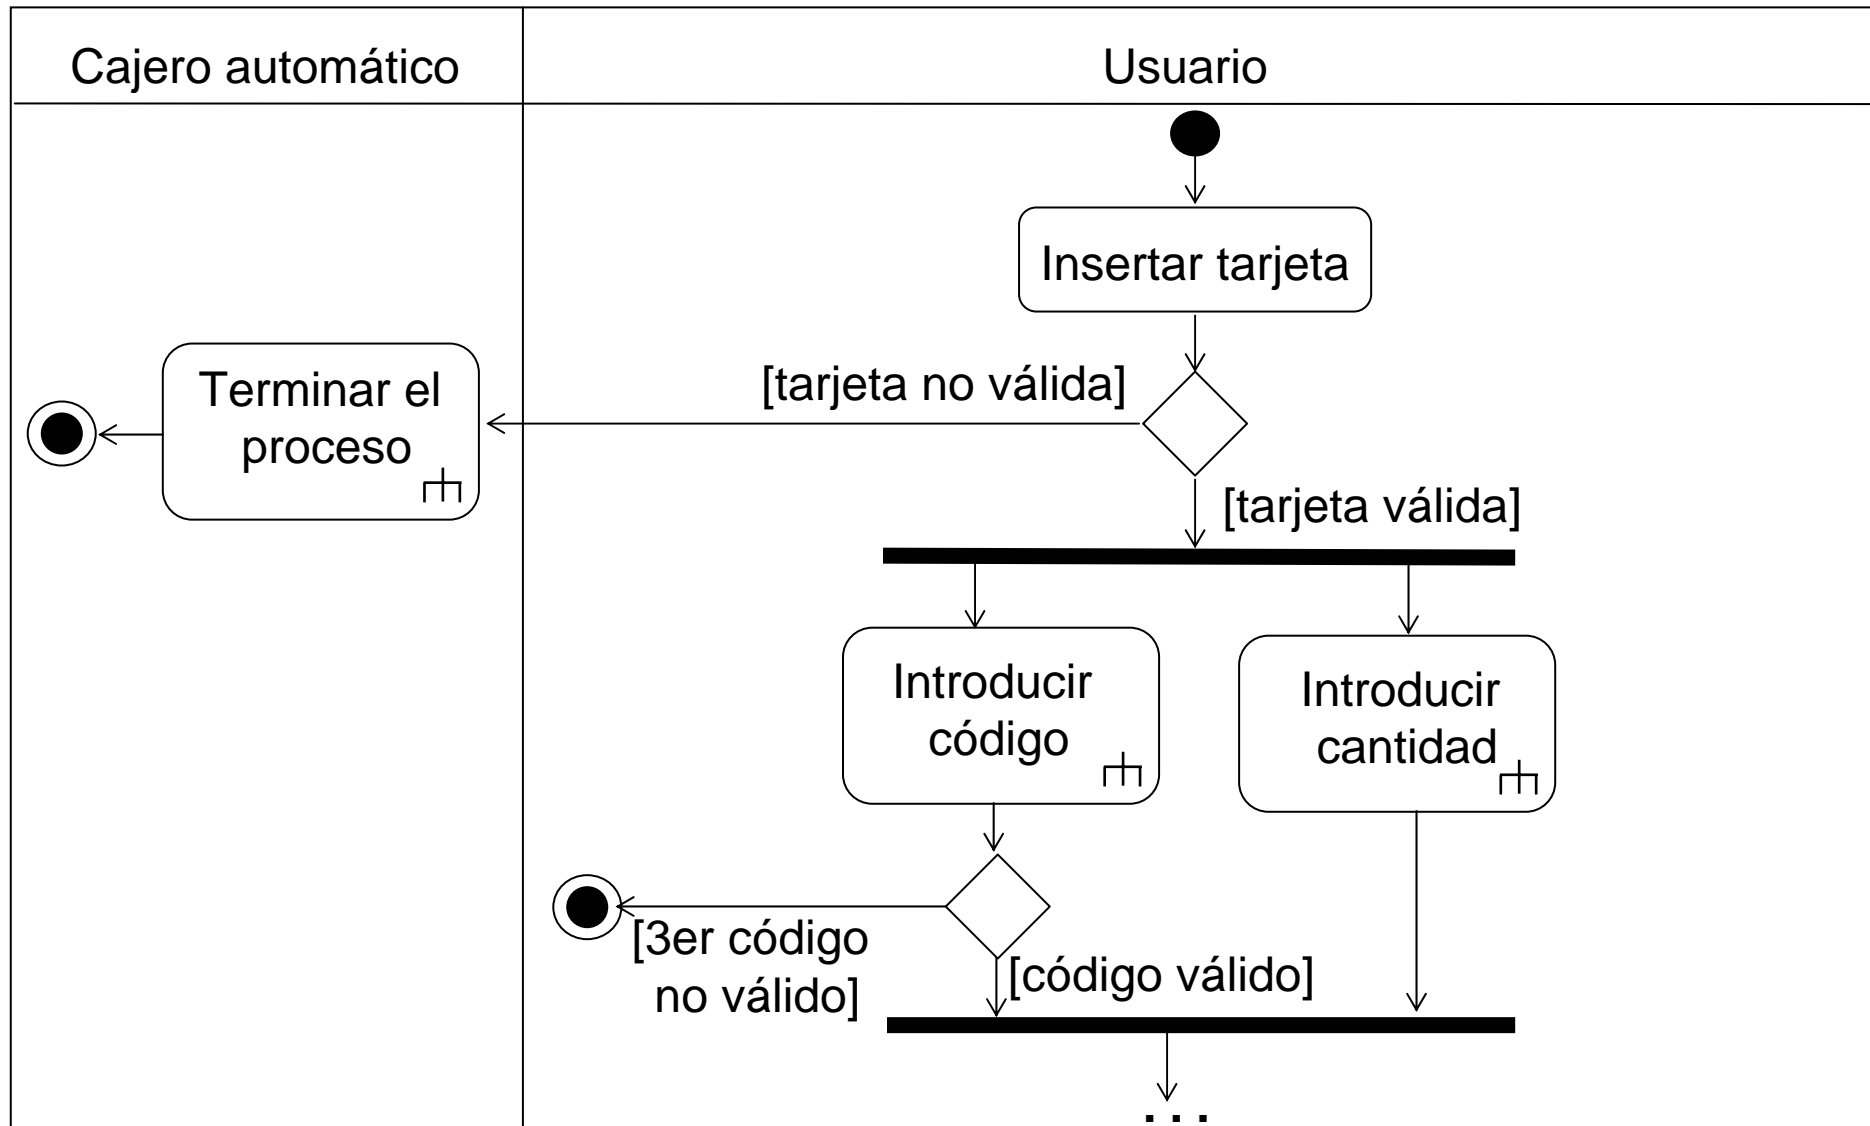 Cajero automático
Usuario
Insertar tarjeta
[tarjeta no válida]
Terminar el
proceso
[tarjeta válida]
Introducir
código
Introducir
cantidad
[3er código
no válido]
[código válido]
...